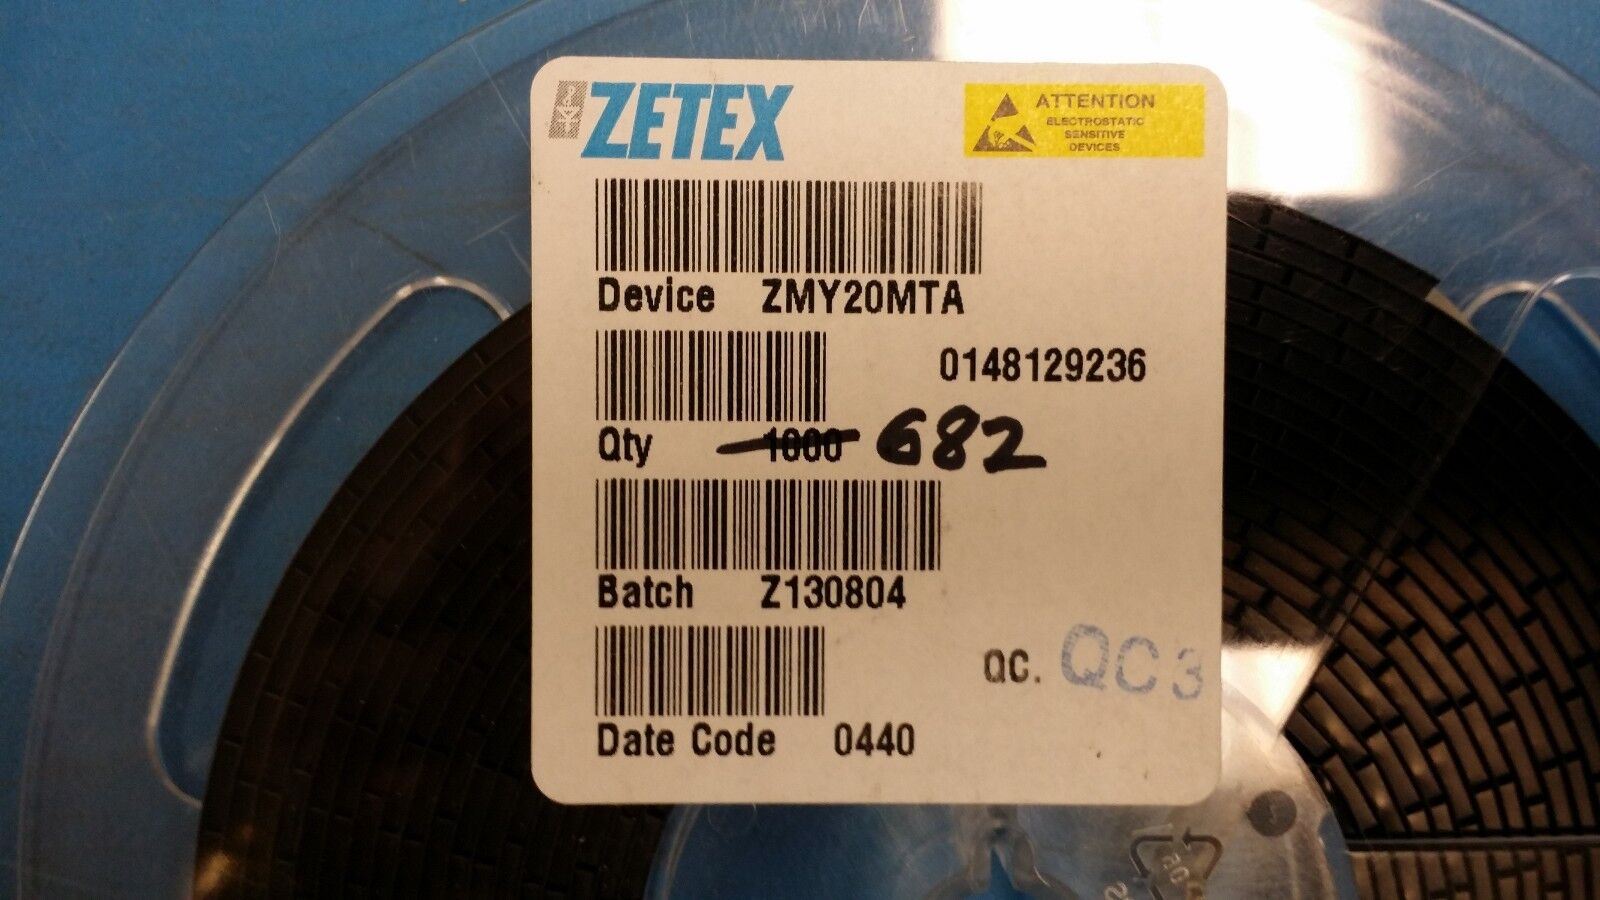 ZETEX
ATTENTION
ELECTROSTATIC
SENSITIVE
DEVICES
Device ZMY20MTA
0148129236
Qty 1000 682
Batch Z130804
QC. QC3
Date Code 0440